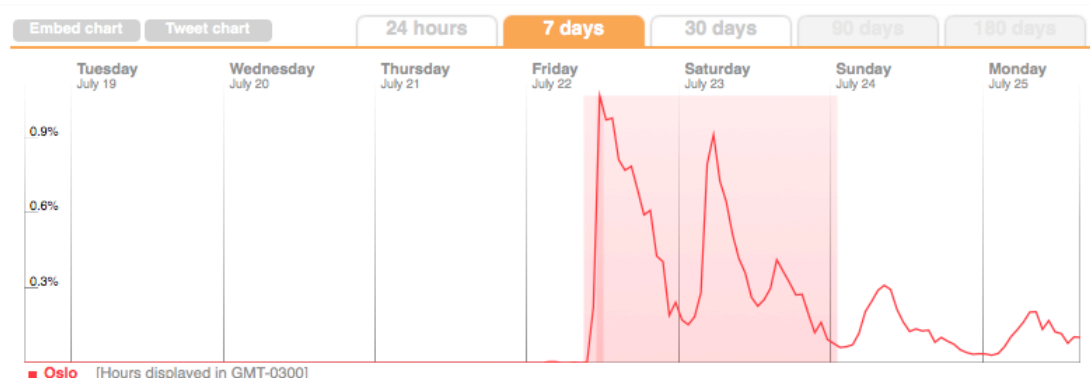 Embed chart Tweet chart 24 hours 7 days 30 days 90 days 180 days
Tuesday Wednesday Thursday Friday Saturday Sunday Monday
July 19 July 20 July 21 July 22 July 23 July 24 July 25
0.9%
0.6%
0.3%
Oslo [Hours displayed in GMT-0300]